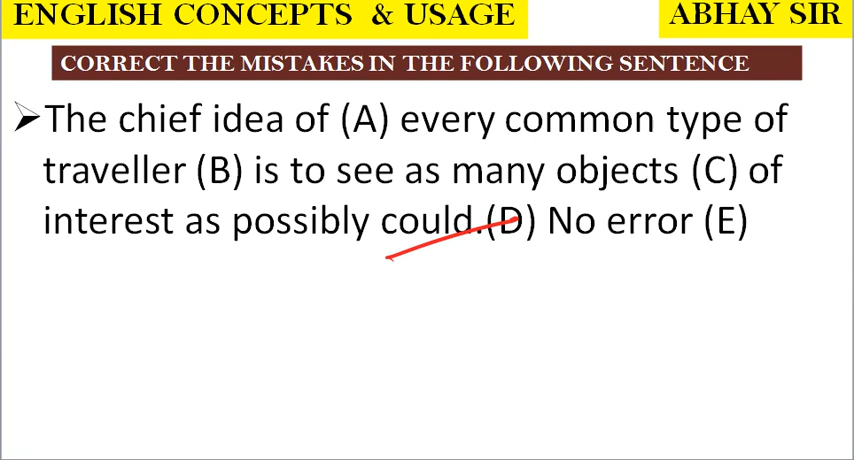 ENGLISH CONCEPTS & USAGE
ABHAY SIR
CORRECT THE MISTAKES IN THE FOLLOWING SENTENCE
➢The chief idea of (A) every common type of
traveller (B) is to see as many objects (C) of
interest as possibly could.(D) No error (E)